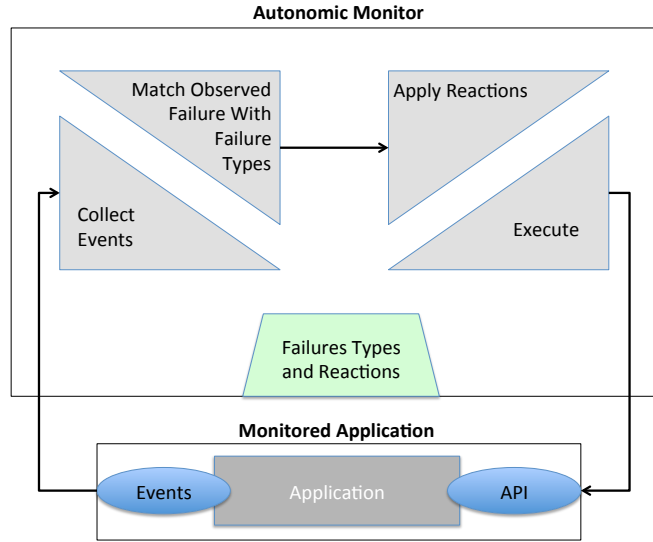 Autonomic Monitor
Match Observed
Failure With
Failure
Types
Apply Reactions
Collect
Events
Execute
Failures Types
and Reactions
Monitored Application
Events
Application
API